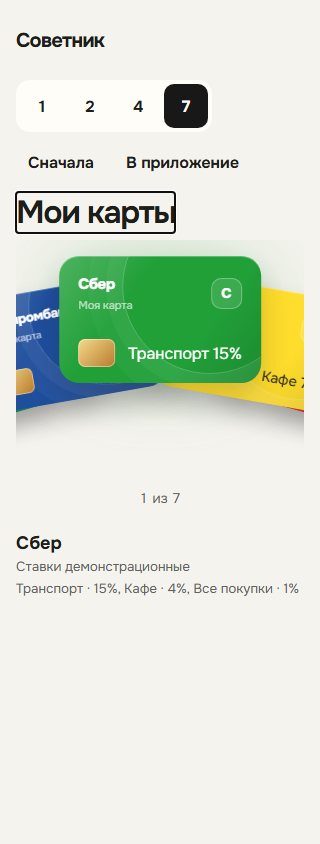 Советник
1 2 4 7
Сначала В приложение
Мои карты
Сбер
Моя карта
С
Транспорт 15%
карта
Кафе
1 из 7
Сбер
Ставки демонстрационные
Транспорт · 15%, Кафе · 4%, Все покупки · 1%